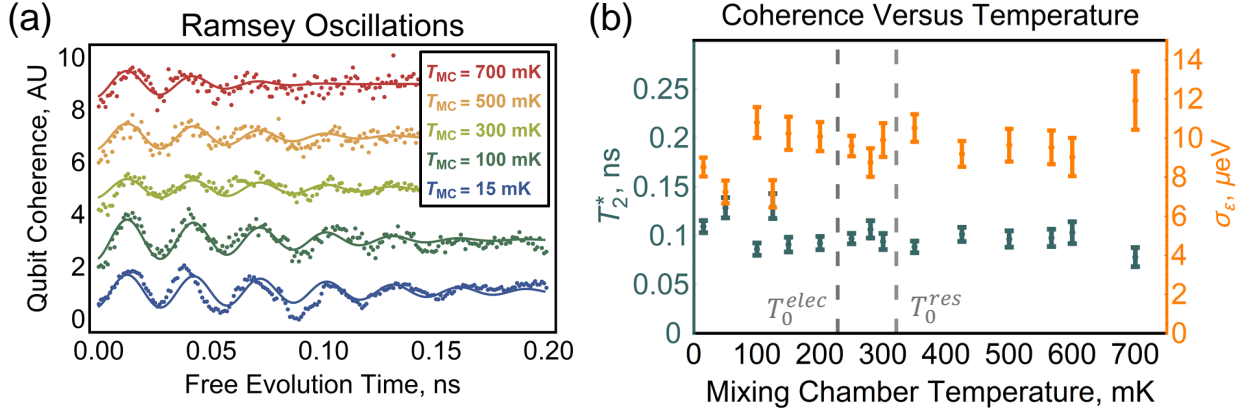 (a)
Ramsey Oscillations
Qubit Coherence, AU
10
8
6
4
2
0
T_MC = 700 mK
T_MC = 500 mK
T_MC = 300 mK
T_MC = 100 mK
T_MC = 15 mK
0.00 0.05 0.10 0.15 0.20
Free Evolution Time, ns
(b)
Coherence Versus Temperature
T_2^*, ns
0.25
0.2
0.15
0.1
0.05
0
T_0^{elec}
T_0^{res}
14
12
10
8
6
4
2
0
σ_ε, μeV
100 200 300 400 500 600 700
Mixing Chamber Temperature, mK